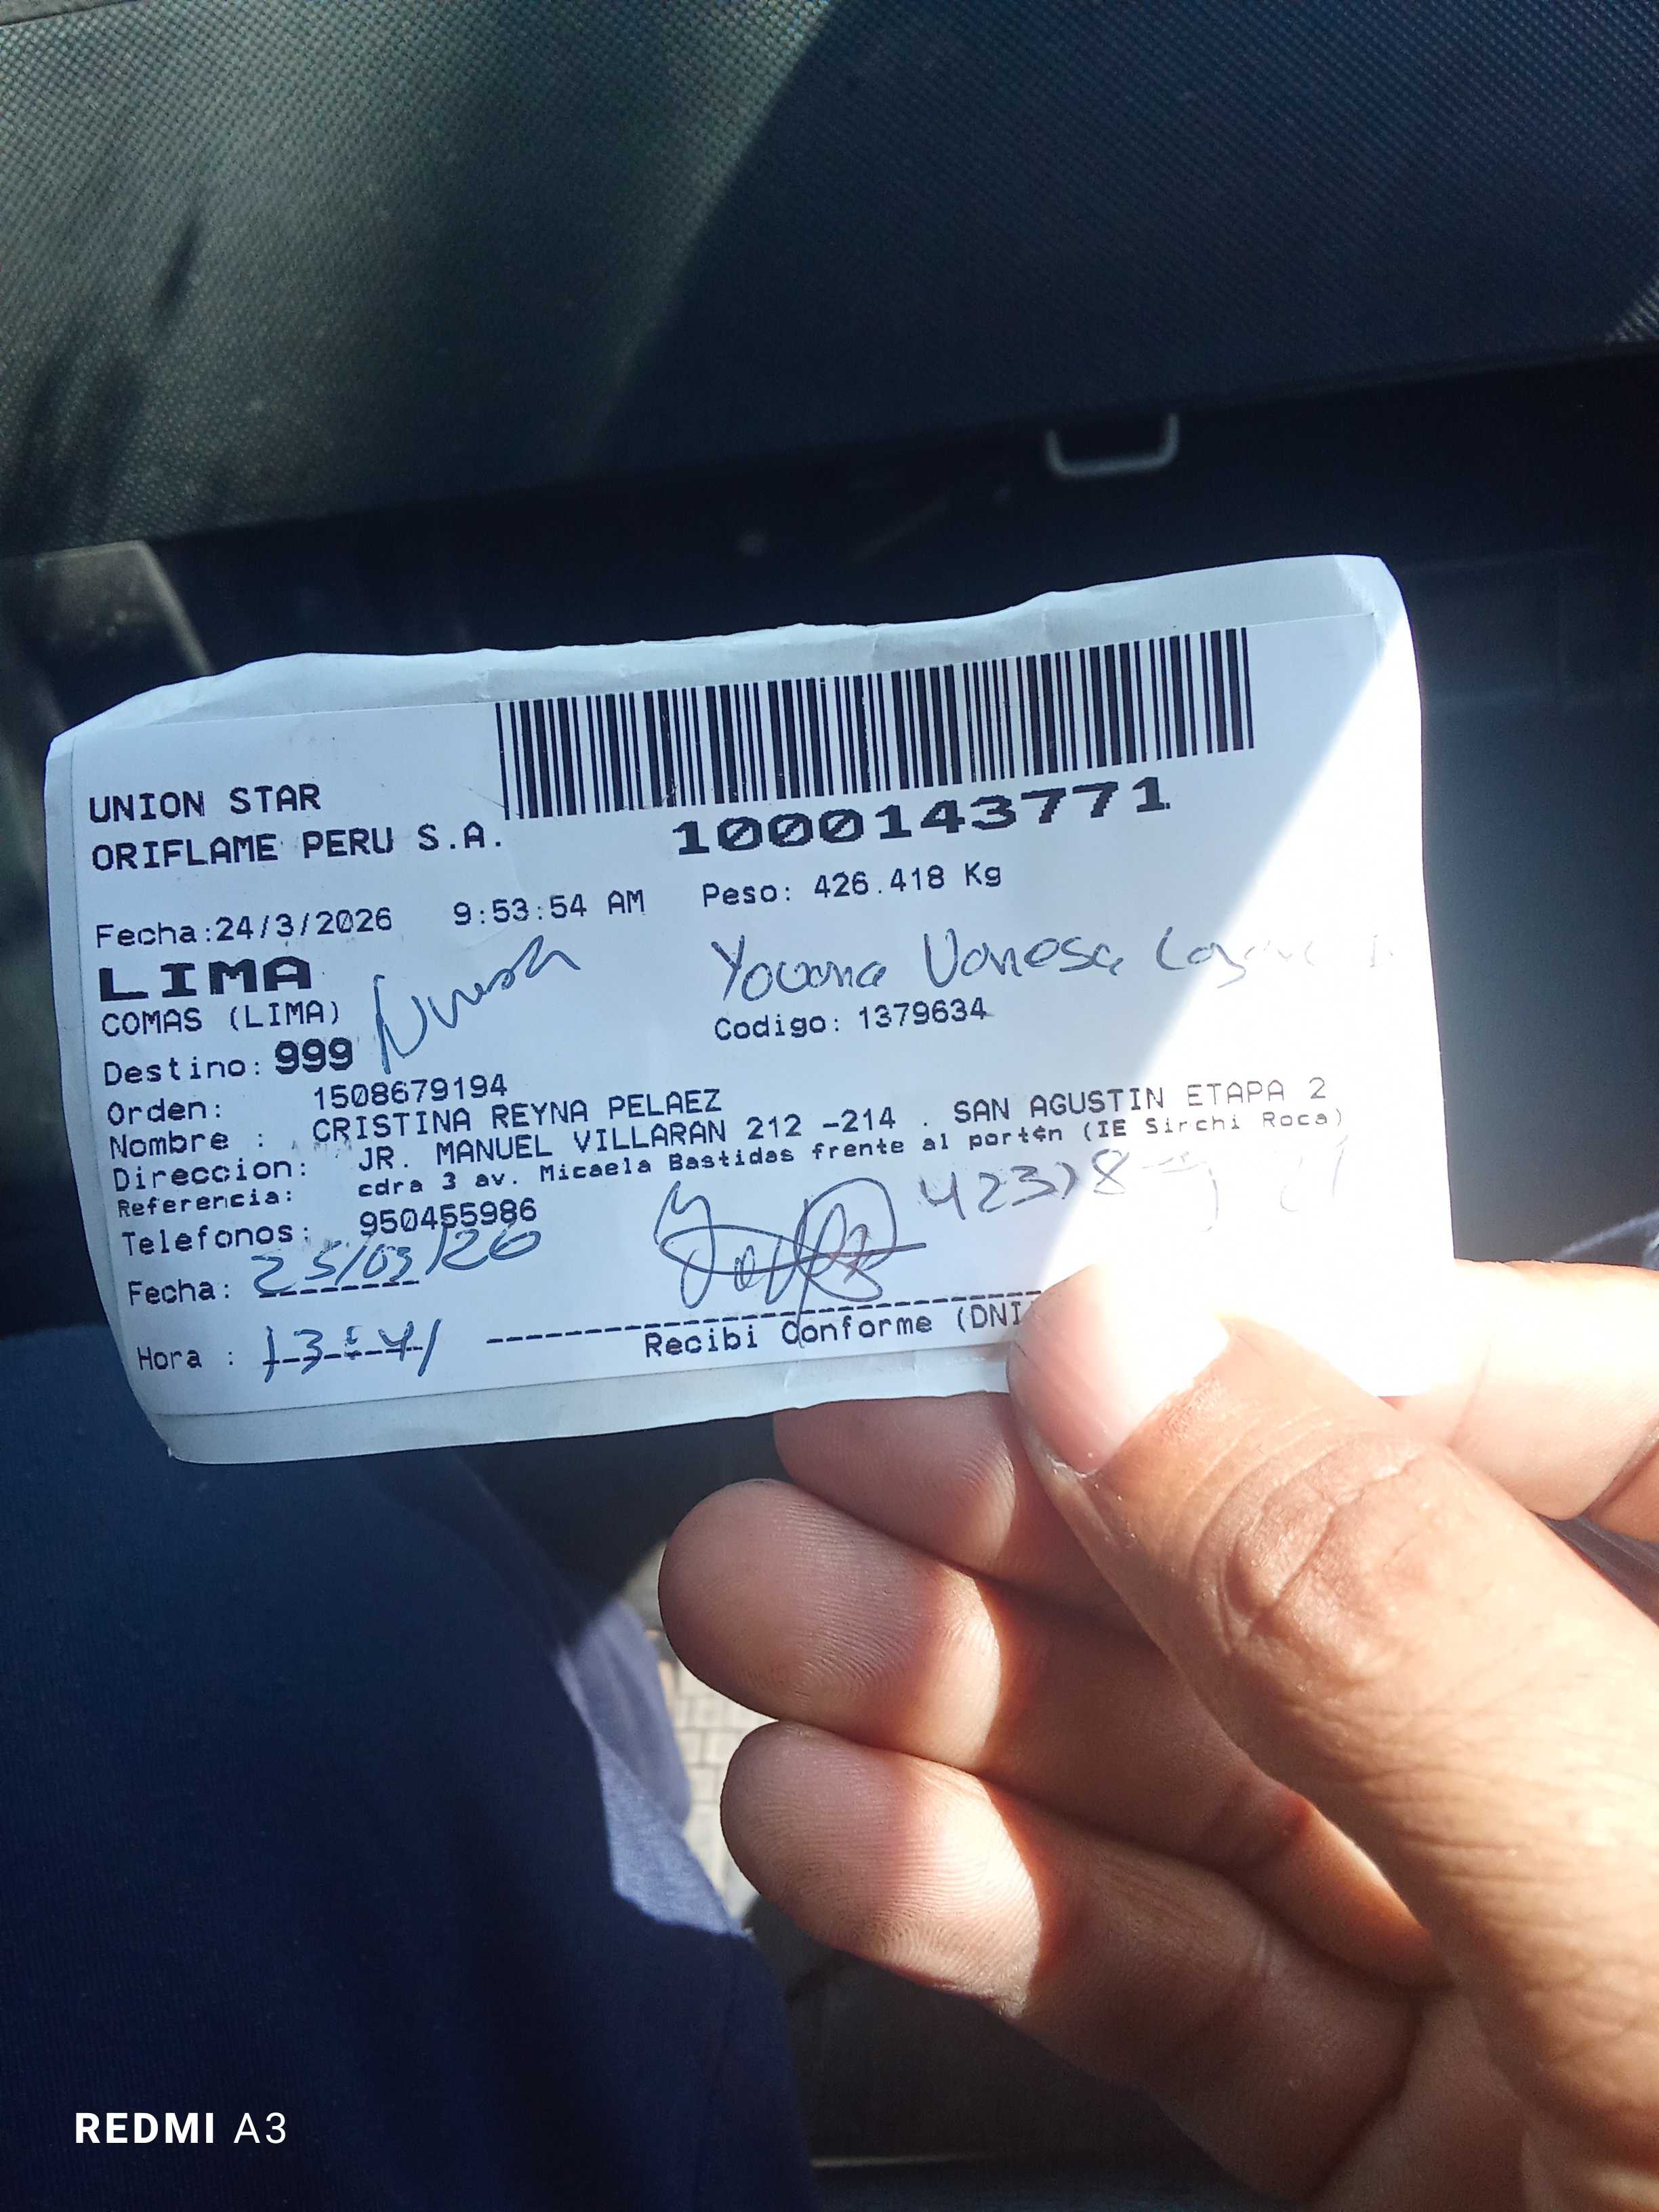 UNION STAR
ORIFLAME PERU S.A.
1000143771
Fecha:24/3/2026 9:53:54 AM Peso: 426.418 Kg
LIMA
Yovana Vanesa
COMAS (LIMA)
Codigo: 1379634
Destino: 999
Orden: 1508679194
Nombre : CRISTINA REYNA PELAEZ
Direccion: JR. MANUEL VILLARAN 212 -214 . SAN AGUSTIN ETAPA 2
Referencia: cdra 3 av. Micaela Bastidas frente al port¢n (IE Sirchi Roca)
Telefonos: 950455986
Fecha: 25/03/26
Hora : 13:41
Recibi Conforme (DNI
REDMI A3